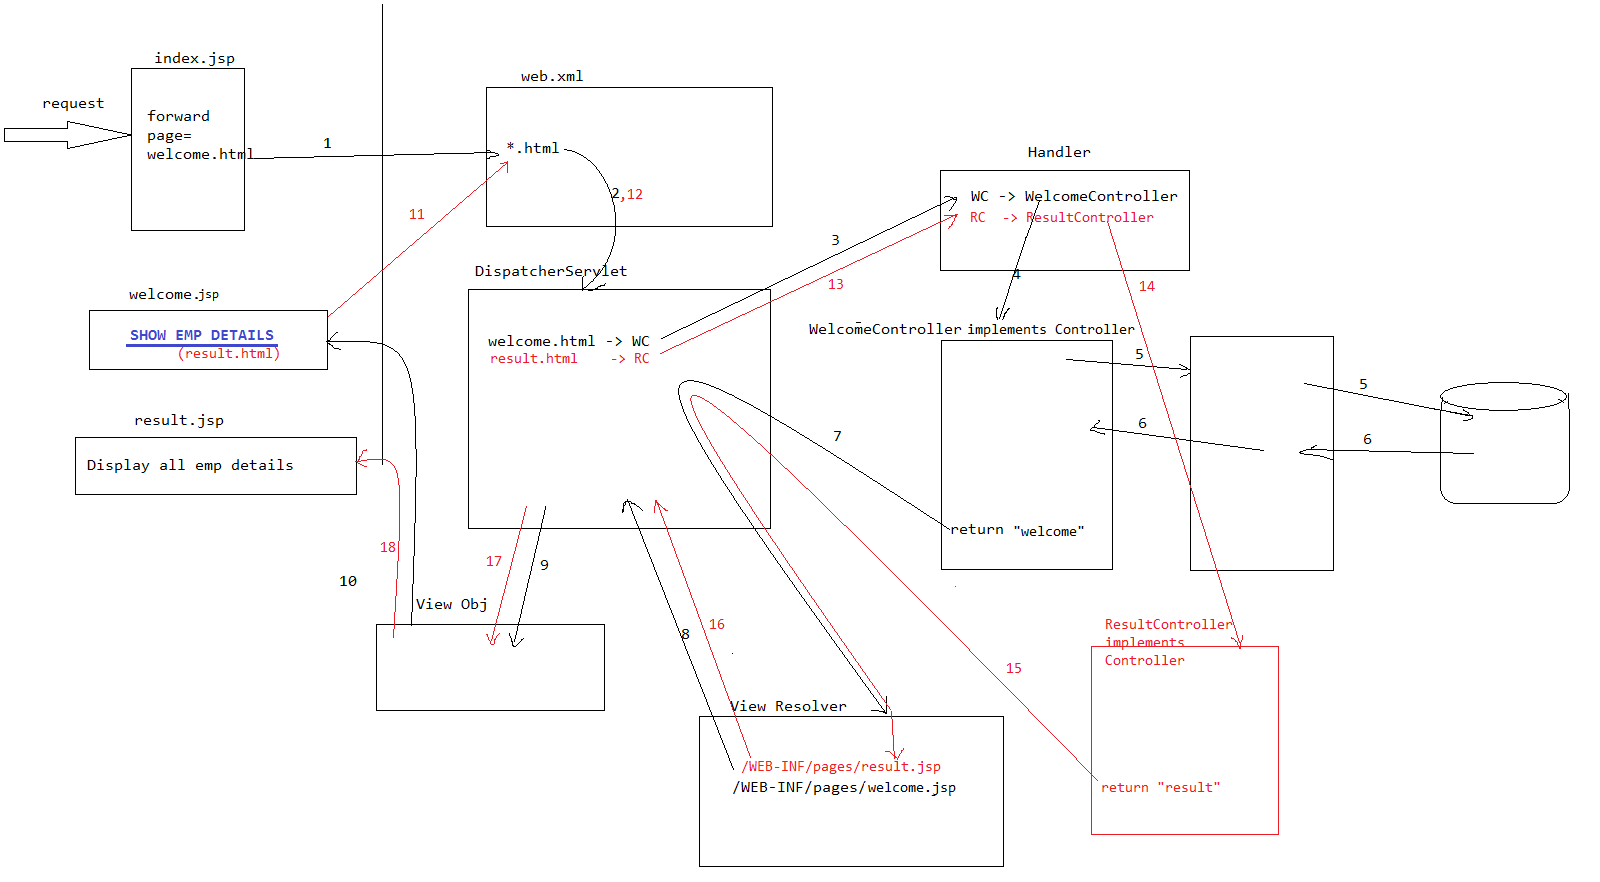 index.jsp
request
forward
page=
welcome.html
1
web.xml
*.html
2,12
11
Handler
WC -> WelcomeController
RC -> ResultController
3
13
4
14
DispatcherServlet
welcome.html -> WC
result.html -> RC
welcome.jsp
SHOW EMP DETAILS
(result.html)
result.jsp
Display all emp details
WelcomeController implements Controller
5
5
6
6
7
return "welcome"
18
17
9
10
View Obj
8
16
15
ResultController
implements
Controller
return "result"
View Resolver
/WEB-INF/pages/result.jsp
/WEB-INF/pages/welcome.jsp